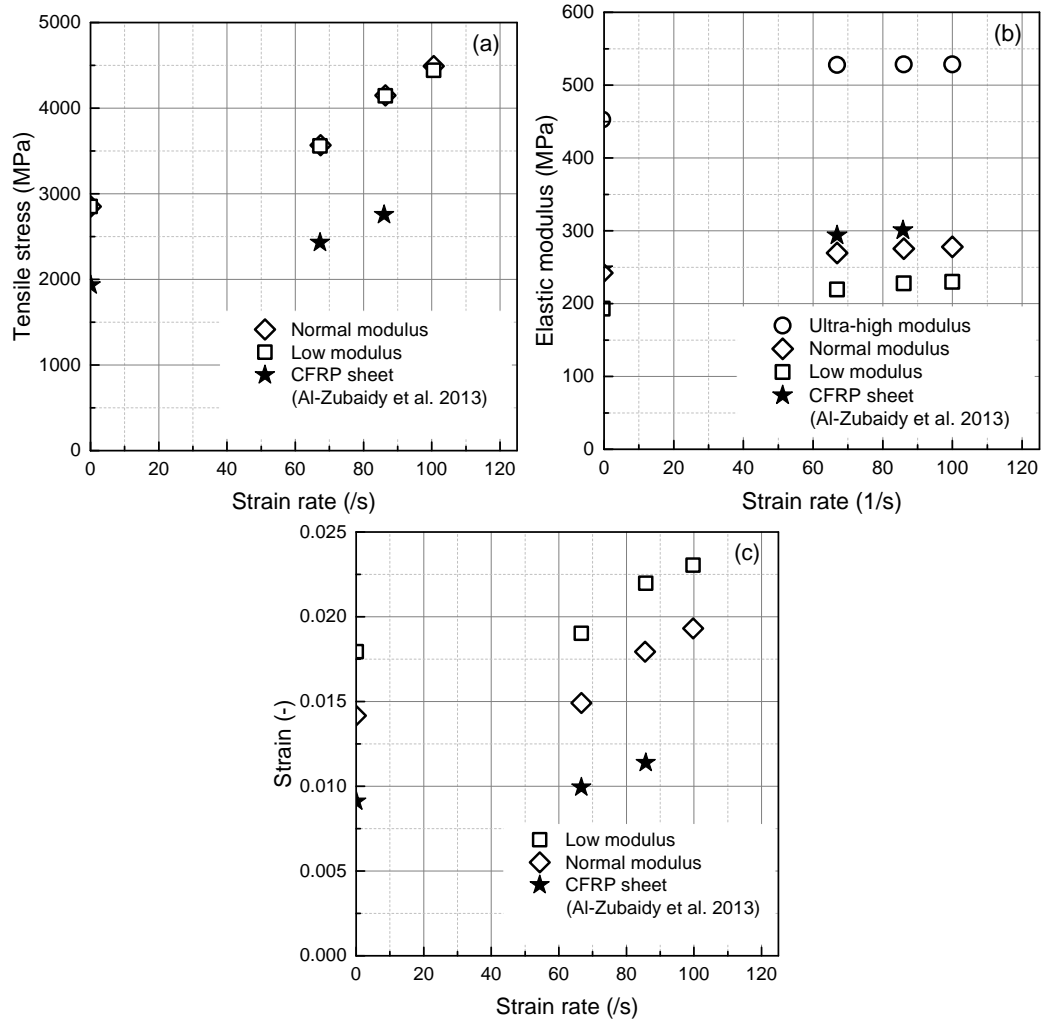 (a)
Tensile stress (MPa)
5000
4000
3000
2000
1000
0
Normal modulus
Low modulus
CFRP sheet
(Al-Zubaidy et al. 2013)
0 20 40 60 80 100 120
Strain rate (/s)
(b)
Elastic modulus (MPa)
600
500
400
300
200
100
0
Ultra-high modulus
Normal modulus
Low modulus
CFRP sheet
(Al-Zubaidy et al. 2013)
0 20 40 60 80 100 120
Strain rate (1/s)
(c)
Strain (-)
0.025
0.020
0.015
0.010
0.005
0.000
Low modulus
Normal modulus
CFRP sheet
(Al-Zubaidy et al. 2013)
0 20 40 60 80 100 120
Strain rate (/s)